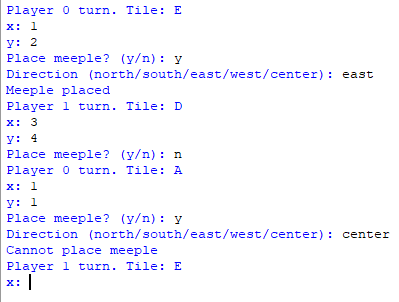 Player 0 turn. Tile: E
x: 1
y: 2
Place meeple? (y/n): y
Direction (north/south/east/west/center): east
Meeple placed
Player 1 turn. Tile: D
x: 3
y: 4
Place meeple? (y/n): n
Player 0 turn. Tile: A
x: 1
y: 1
Place meeple? (y/n): y
Direction (north/south/east/west/center): center
Cannot place meeple
Player 1 turn. Tile: E
x: